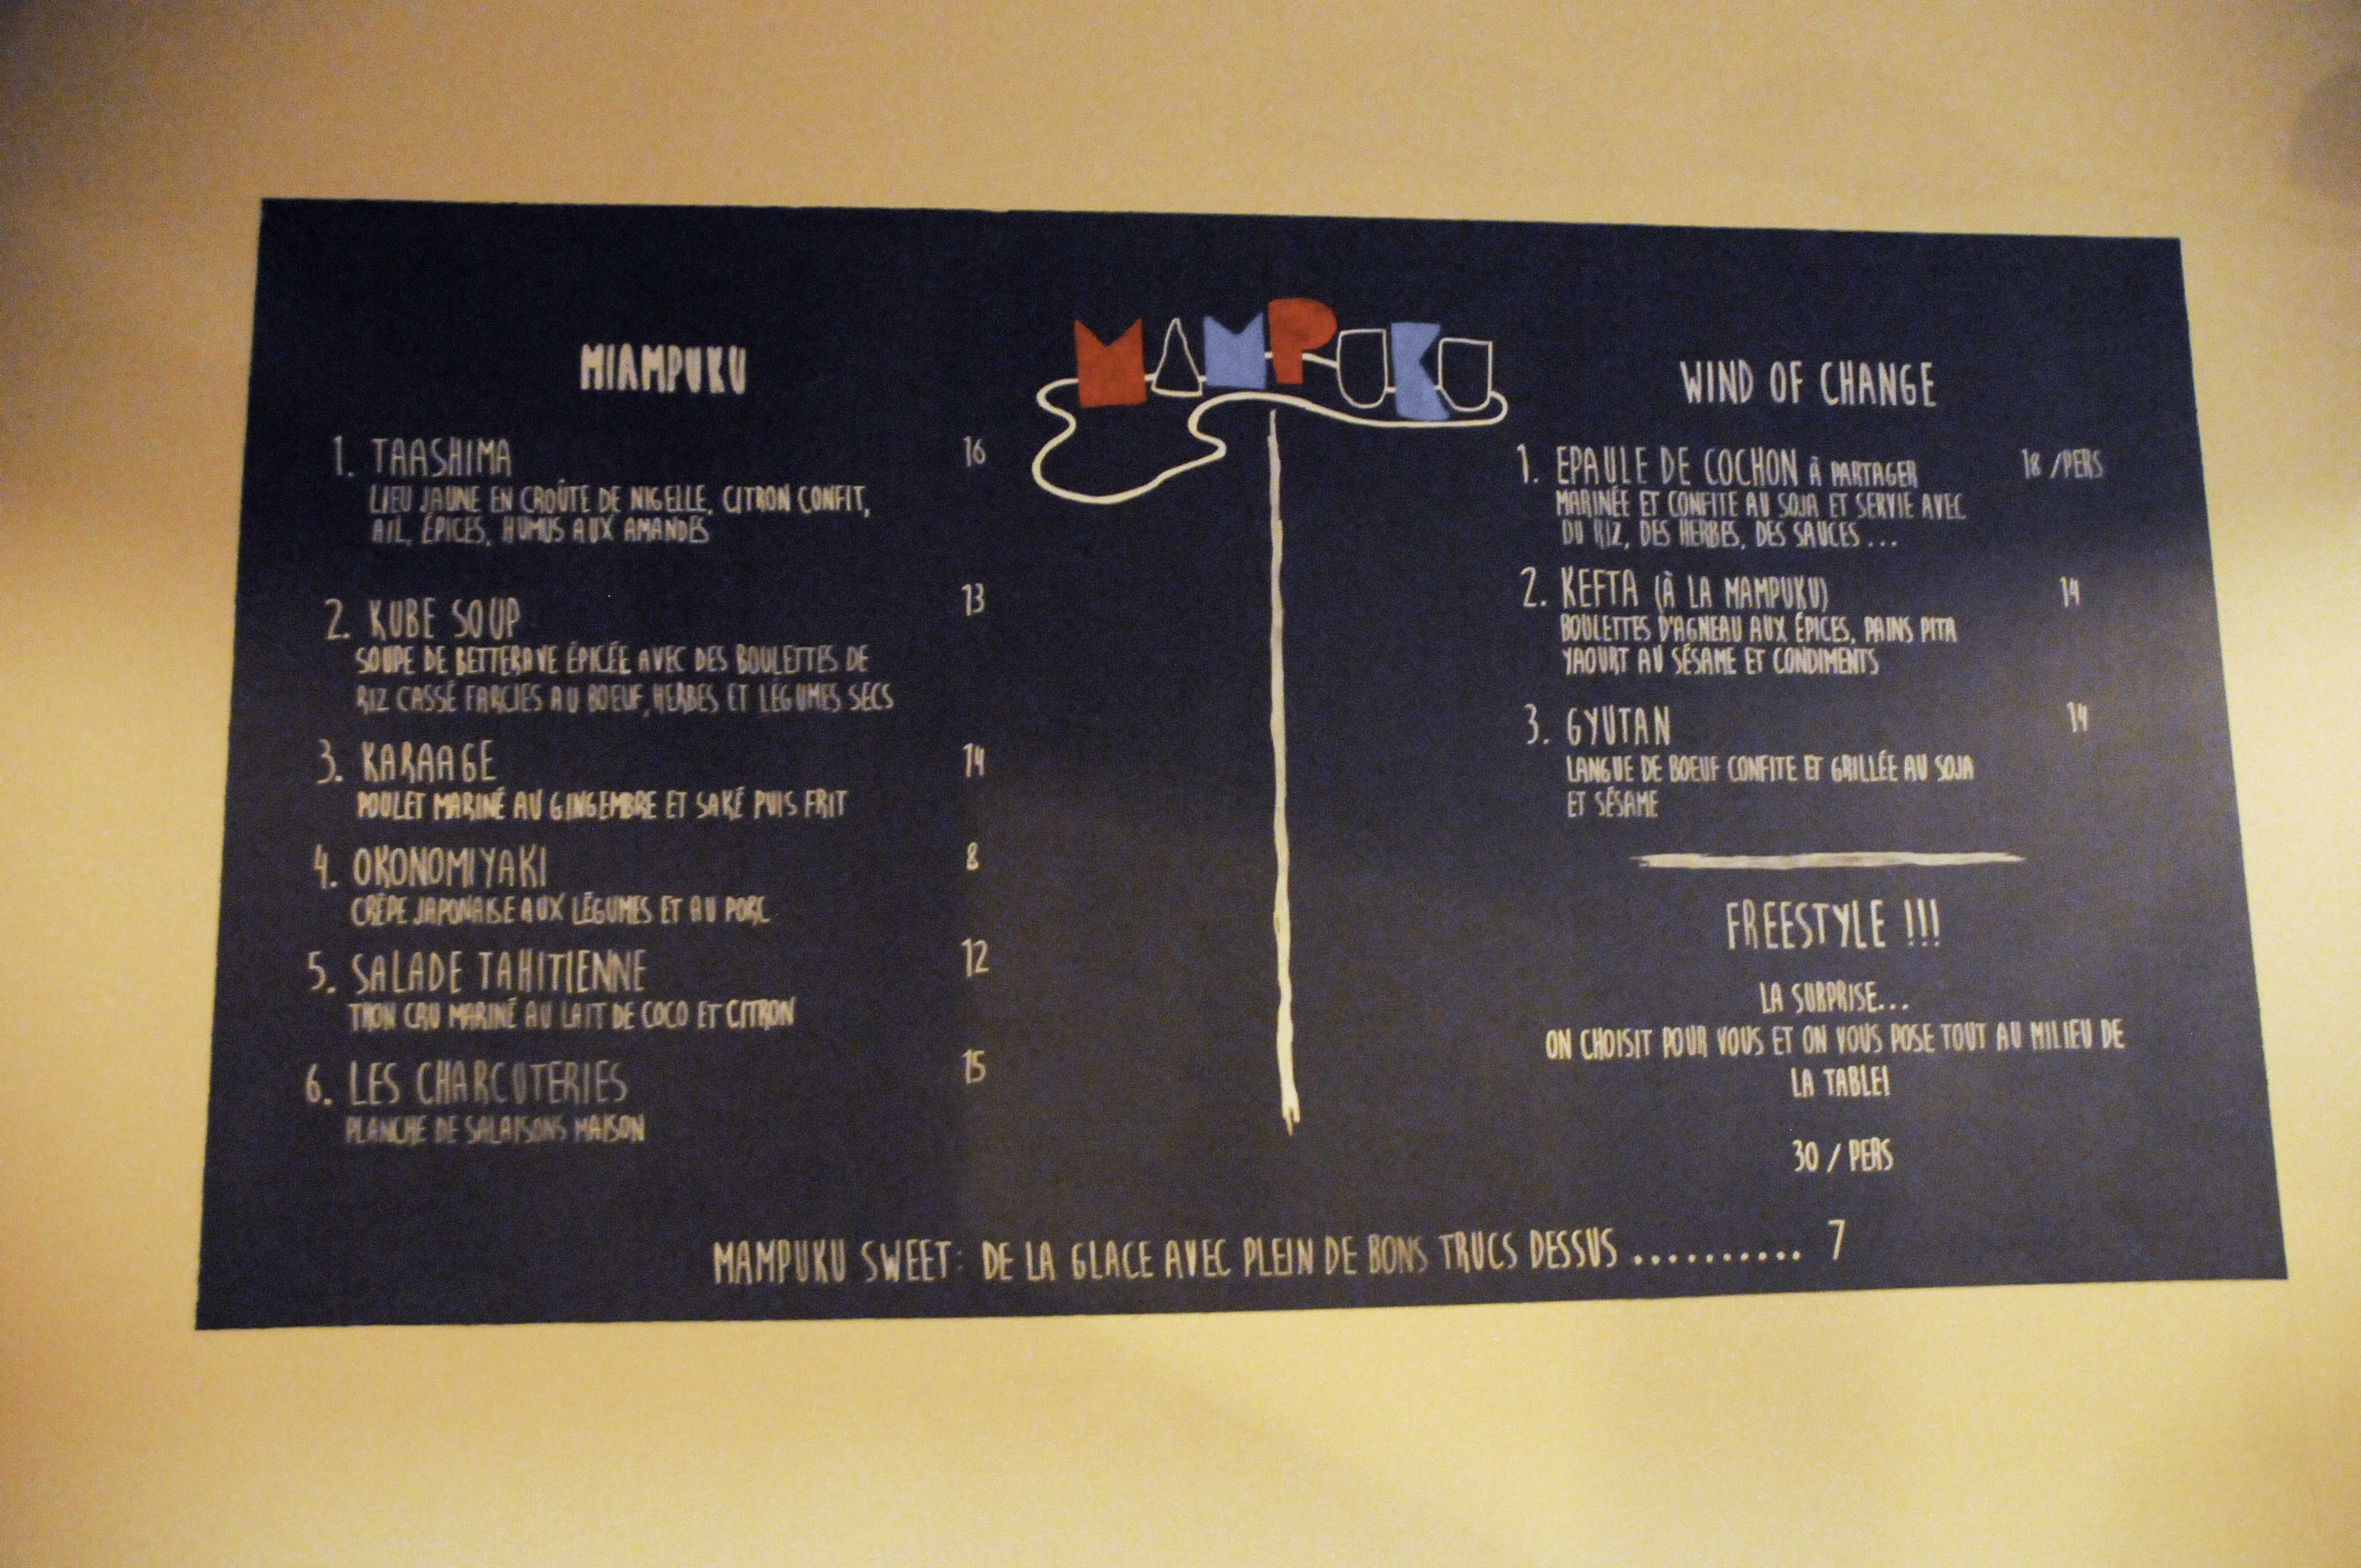 MAMPUKU
MIAMPUKU
1. TAASHIMA 16
LIEU JAUNE EN CROÛTE DE NIGELLE, CITRON CONFIT,
AIL, ÉPICES, HUMUS AUX AMANDES
2. KUBE SOUP 13
SOUPE DE BETTERAVE ÉPICÉE AVEC DES BOULETTES DE
RIZ CASSÉ FARCIES AU BOEUF, HERBES ET LÉGUMES SECS
3. KARAAGE 14
POULET MARINÉ AU GINGEMBRE ET SAKÉ PUIS FRIT
4. OKONOMIYAKI 8
CRÊPE JAPONAISE AUX LÉGUMES ET AU PORC
5. SALADE TAHITIENNE 12
THON CRU MARINÉ AU LAIT DE COCO ET CITRON
6. LES CHARCUTERIES 15
PLANCHE DE SALAISONS MAISON
WIND OF CHANGE
1. EPAULE DE COCHON À PARTAGER 18 /PERS
MARINÉE ET CONFITE AU SOJA ET SERVIE AVEC
DU RIZ, DES HERBES, DES SAUCES ...
2. KEFTA (À LA MAMPUKU) 14
BOULETTES D'AGNEAU AUX ÉPICES, PAINS PITA
YAOURT AU SÉSAME ET CONDIMENTS
3. GYUTAN 14
LANGUE DE BOEUF CONFITE ET GRILLÉE AU SOJA
ET SÉSAME
FREESTYLE !!!
LA SURPRISE...
ON CHOISIT POUR VOUS ET ON VOUS POSE TOUT AU MILIEU DE
LA TABLE!
30 / PERS
MAMPUKU SWEET: DE LA GLACE AVEC PLEIN DE BONS TRUCS DESSUS .......... 7